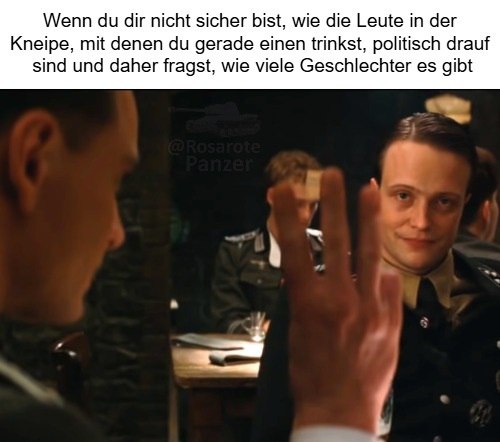 Wenn du dir nicht sicher bist, wie die Leute in der
Kneipe, mit denen du gerade einen trinkst, politisch drauf
sind und daher fragst, wie viele Geschlechter es gibt
@Rosarote
Panzer